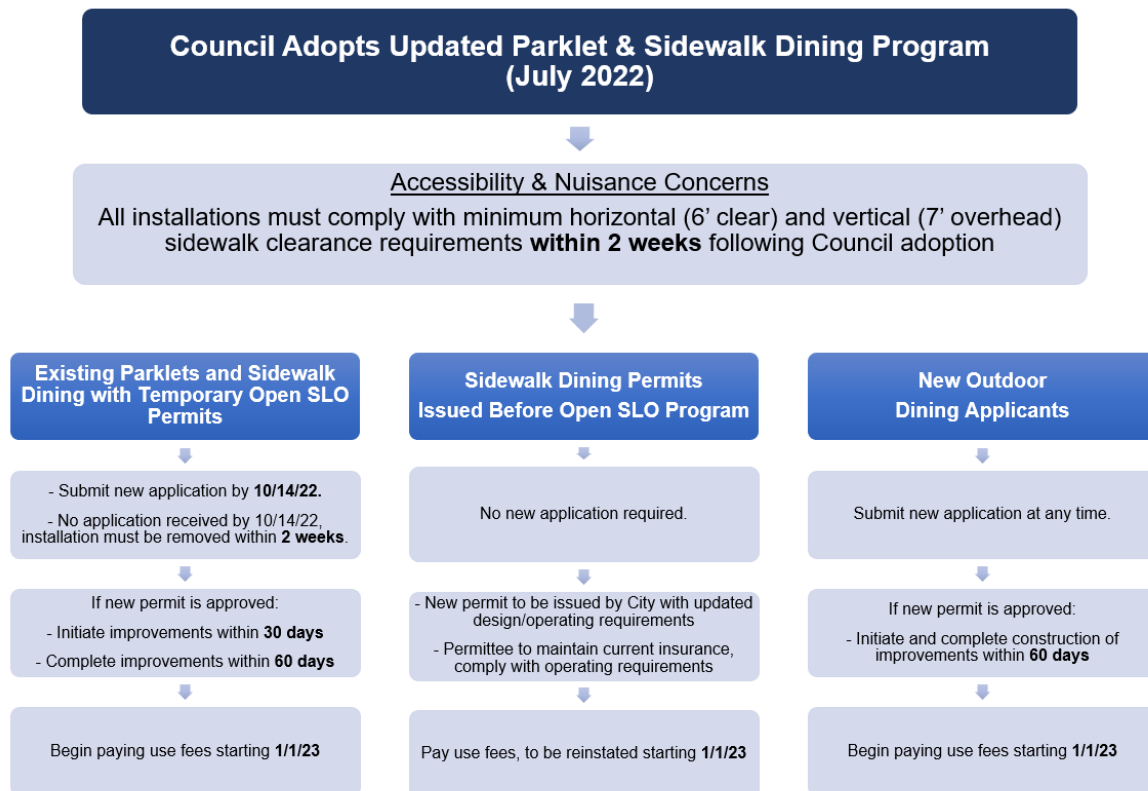 Council Adopts Updated Parklet & Sidewalk Dining Program
(July 2022)
Accessibility & Nuisance Concerns
All installations must comply with minimum horizontal (6' clear) and vertical (7' overhead)
sidewalk clearance requirements within 2 weeks following Council adoption
Existing Parklets and Sidewalk
Dining with Temporary Open SLO
Permits
- Submit new application by 10/14/22.
- No application received by 10/14/22,
installation must be removed within 2 weeks.
If new permit is approved:
- Initiate improvements within 30 days
- Complete improvements within 60 days
Begin paying use fees starting 1/1/23
Sidewalk Dining Permits
Issued Before Open SLO Program
No new application required.
- New permit to be issued by City with updated
design/operating requirements
- Permittee to maintain current insurance,
comply with operating requirements
Pay use fees, to be reinstated starting 1/1/23
New Outdoor
Dining Applicants
Submit new application at any time.
If new permit is approved:
- Initiate and complete construction of
improvements within 60 days
Begin paying use fees starting 1/1/23